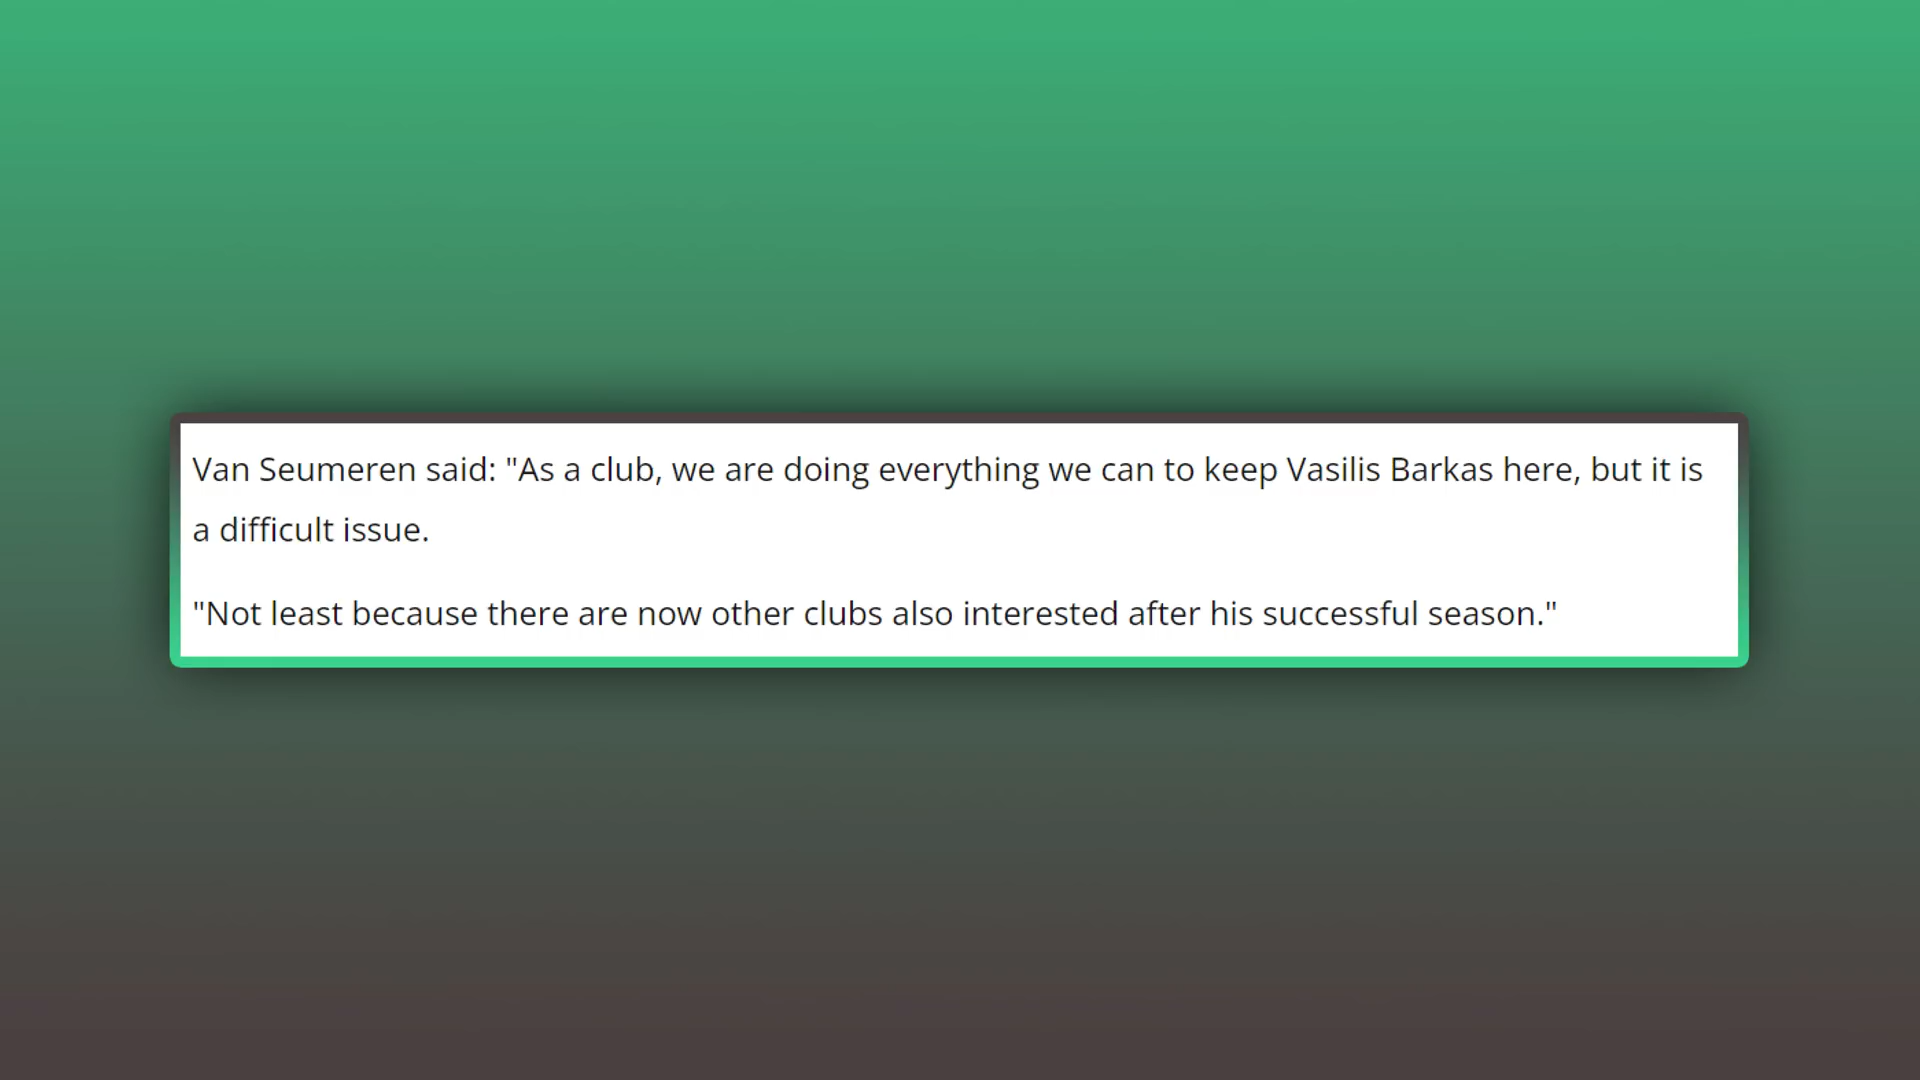 Van Seumeren said: "As a club, we are doing everything we can to keep Vasilis Barkas here, but it is
a difficult issue.
"Not least because there are now other clubs also interested after his successful season."